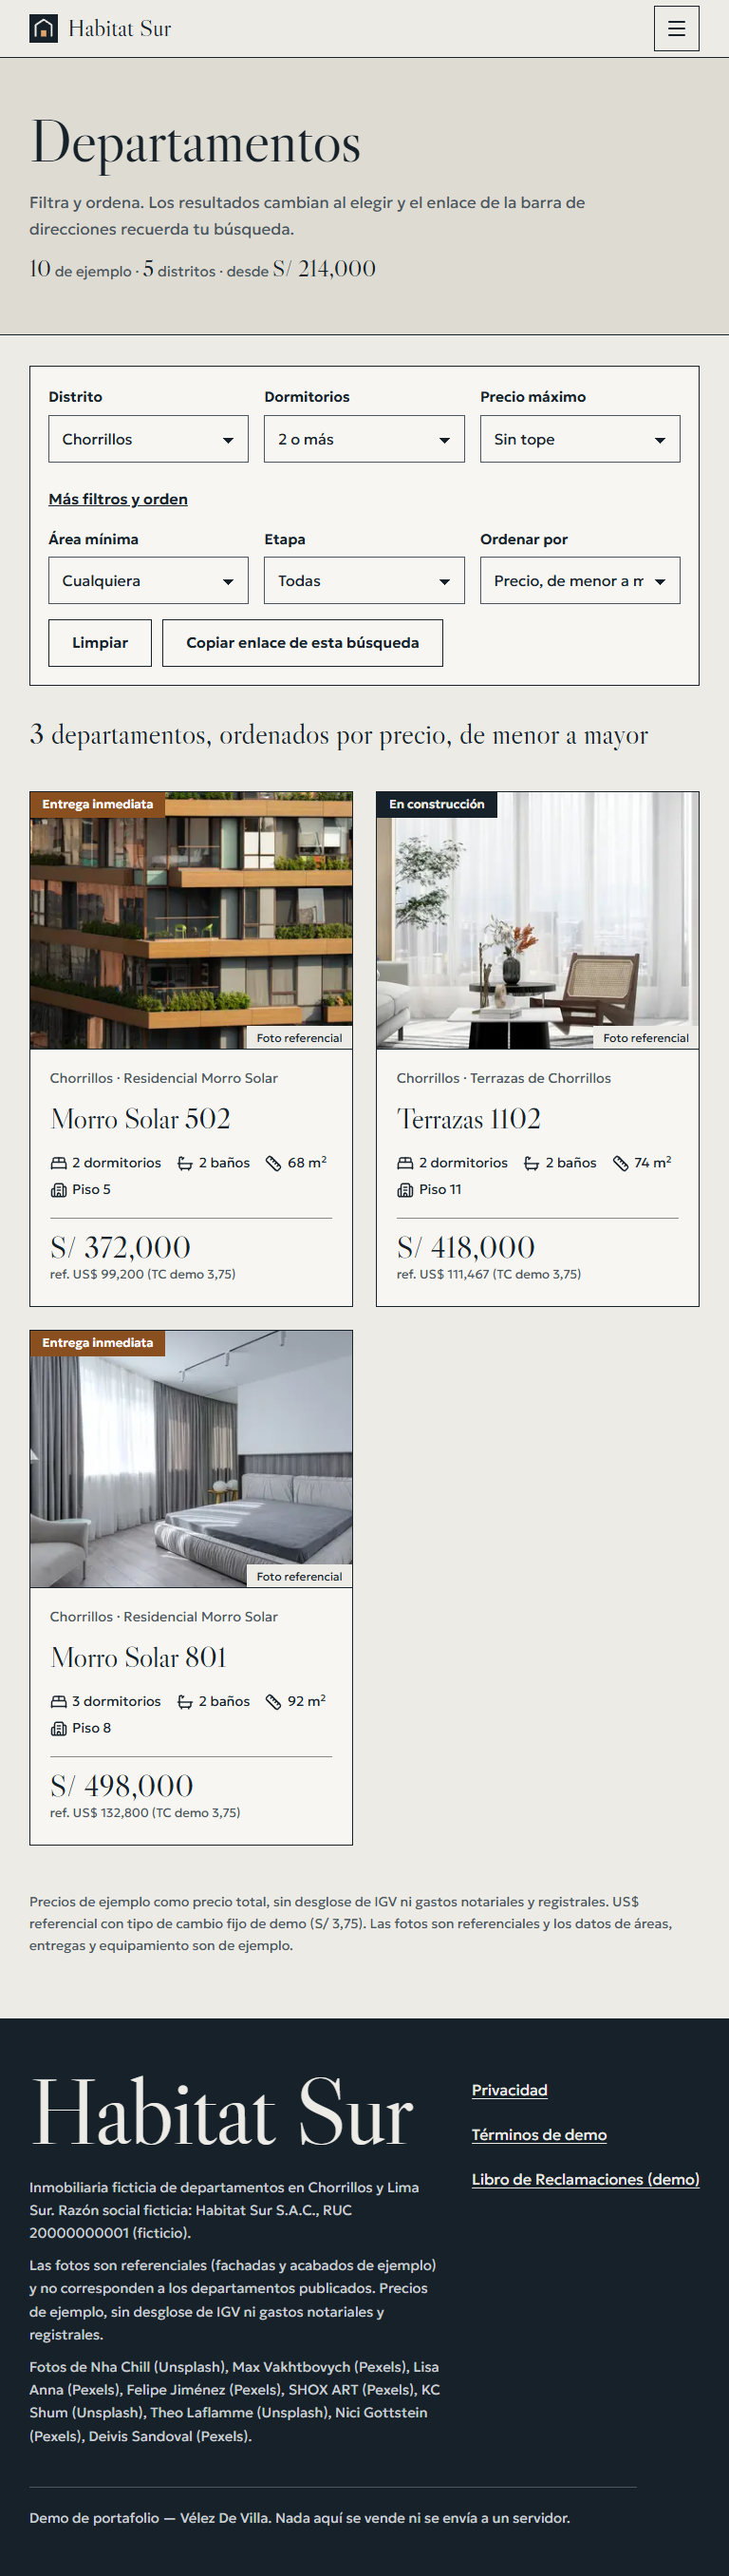 Habitat Sur
Departamentos
Filtra y ordena. Los resultados cambian al elegir y el enlace de la barra de
direcciones recuerda tu búsqueda.
10 de ejemplo · 5 distritos · desde S/ 214,000
Distrito
Dormitorios
Precio máximo
Chorrillos
2 o más
Sin tope
Más filtros y orden
Área mínima
Etapa
Ordenar por
Cualquiera
Todas
Precio, de menor a m
Limpiar
Copiar enlace de esta búsqueda
3 departamentos, ordenados por precio, de menor a mayor
Entrega inmediata
Foto referencial
Chorrillos · Residencial Morro Solar
Morro Solar 502
2 dormitorios 2 baños 68 m²
Piso 5
S/ 372,000
ref. US$ 99,200 (TC demo 3,75)
En construcción
Foto referencial
Chorrillos · Terrazas de Chorrillos
Terrazas 1102
2 dormitorios 2 baños 74 m²
Piso 11
S/ 418,000
ref. US$ 111,467 (TC demo 3,75)
Entrega inmediata
Foto referencial
Chorrillos · Residencial Morro Solar
Morro Solar 801
3 dormitorios 2 baños 92 m²
Piso 8
S/ 498,000
ref. US$ 132,800 (TC demo 3,75)
Precios de ejemplo como precio total, sin desglose de IGV ni gastos notariales y registrales. US$
referencial con tipo de cambio fijo de demo (S/ 3,75). Las fotos son referenciales y los datos de áreas,
entregas y equipamiento son de ejemplo.
Habitat Sur
Inmobiliaria ficticia de departamentos en Chorrillos y Lima
Sur. Razón social ficticia: Habitat Sur S.A.C., RUC
20000000001 (ficticio).
Las fotos son referenciales (fachadas y acabados de ejemplo)
y no corresponden a los departamentos publicados. Precios
de ejemplo, sin desglose de IGV ni gastos notariales y
registrales.
Fotos de Nha Chill (Unsplash), Max Vakhtbovych (Pexels), Lisa
Anna (Pexels), Felipe Jiménez (Pexels), SHOX ART (Pexels), KC
Shum (Unsplash), Theo Laflamme (Unsplash), Nici Gottstein
(Pexels), Deivis Sandoval (Pexels).
Privacidad
Términos de demo
Libro de Reclamaciones (demo)
Demo de portafolio — Vélez De Villa. Nada aquí se vende ni se envía a un servidor.